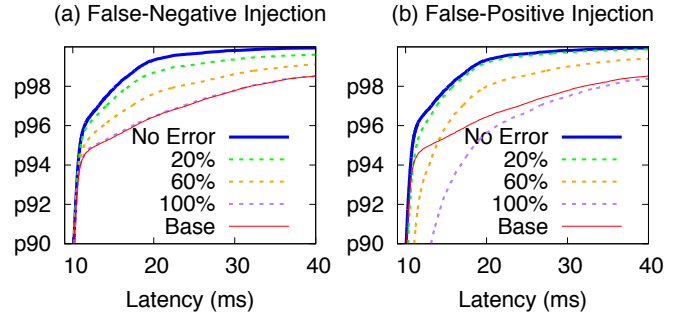 (a) False-Negative Injection
p98
p96
p94
p92
p90
No Error
20%
60%
100%
Base
10 20 30 40
Latency (ms)
(b) False-Positive Injection
p98
p96
p94
p92
p90
No Error
20%
60%
100%
Base
10 20 30 40
Latency (ms)